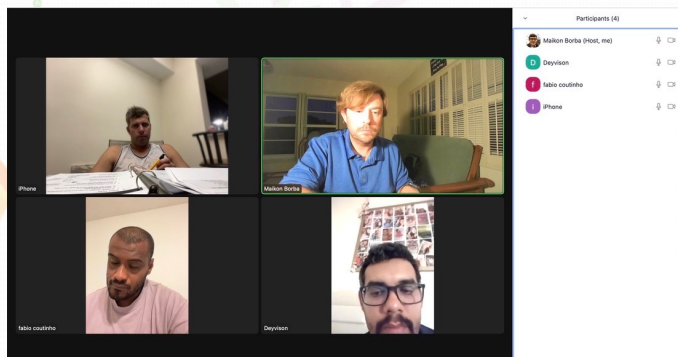 Participants (4)
Maikon Borba (Host, me)
D Deyvison
f fabio coutinho
I iPhone
iPhone
Maikon Borba
fabio coutinho
Deyvison